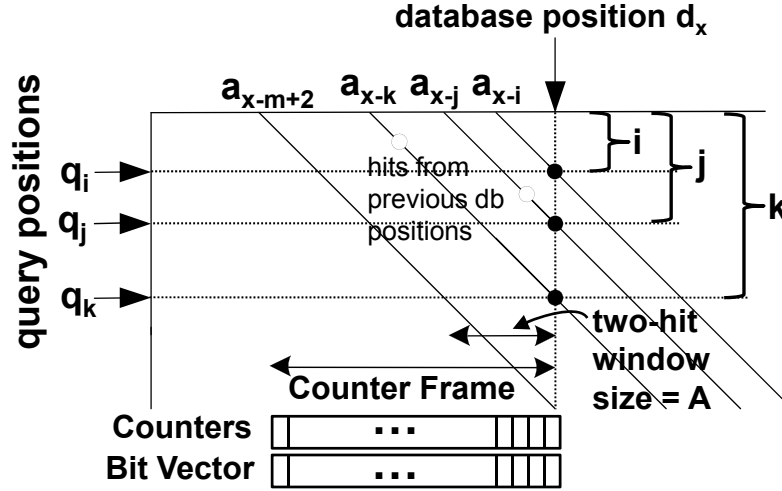 database position dx
ax-m+2 ax-k ax-j ax-i
query positions
qi
qj
qk
i
j
k
hits from
previous db
positions
two-hit
window
size = A
Counter Frame
Counters ...
Bit Vector ...